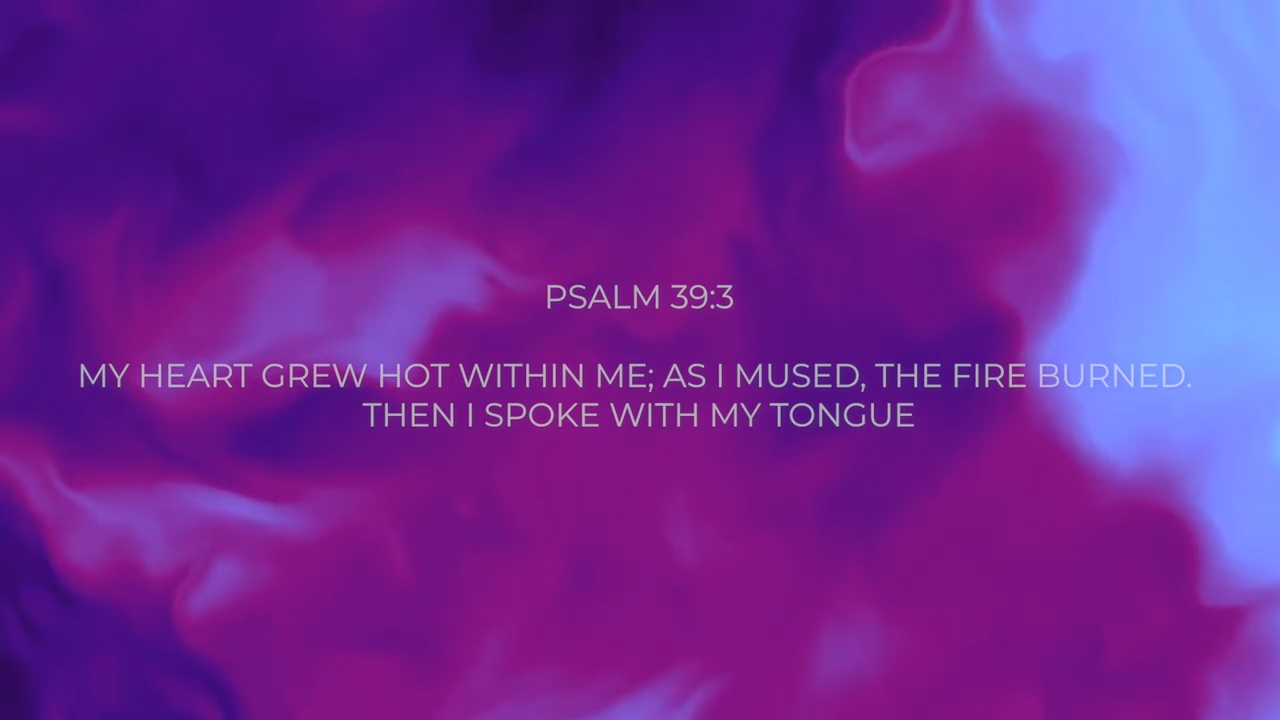 PSALM 39:3
MY HEART GREW HOT WITHIN ME; AS I MUSED, THE FIRE BURNED.
THEN I SPOKE WITH MY TONGUE